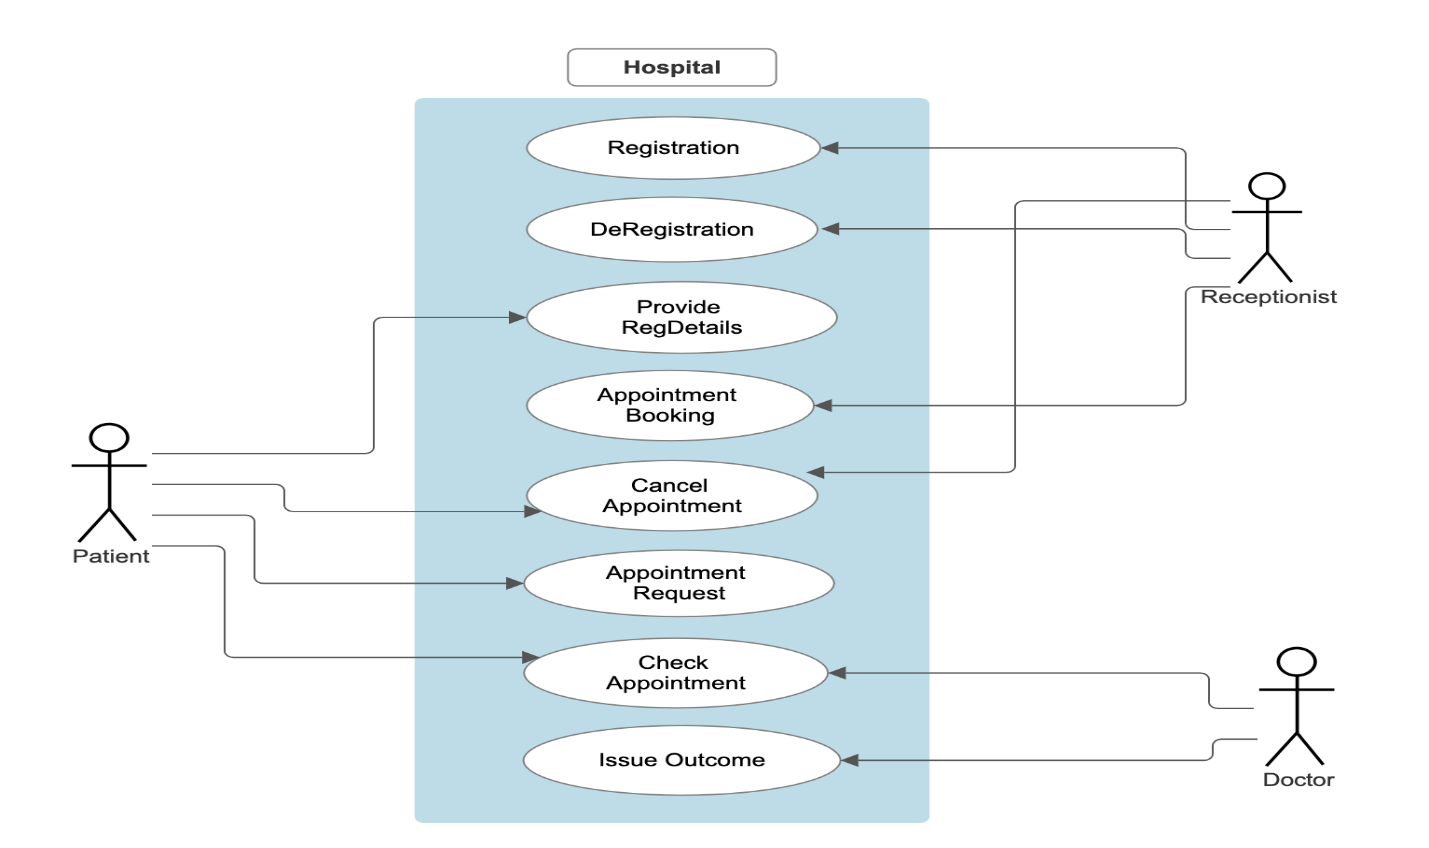 Hospital
Registration
DeRegistration
Provide
RegDetails
Appointment
Booking
Cancel
Appointment
Appointment
Request
Check
Appointment
Issue Outcome
Patient
Receptionist
Doctor